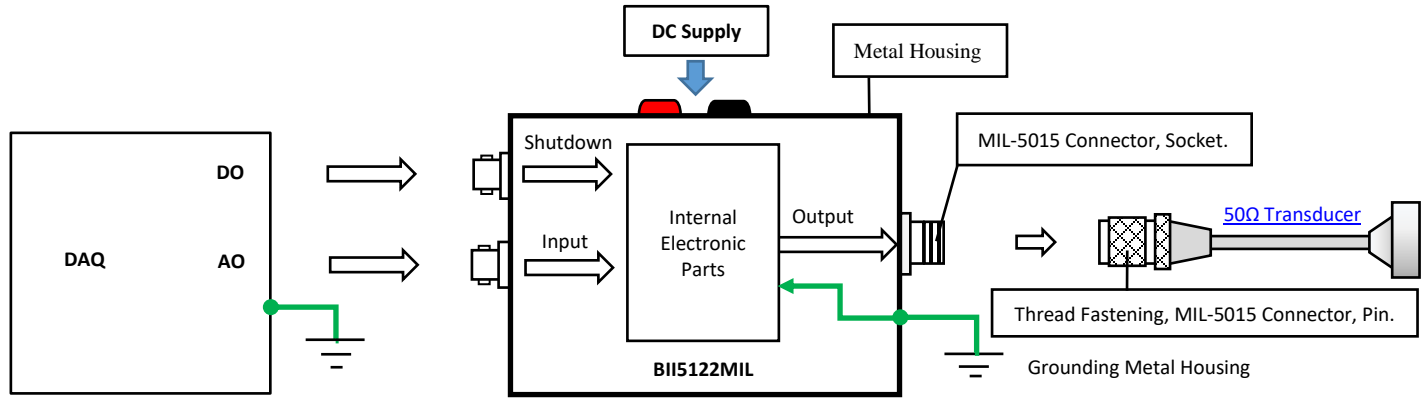 DC Supply
Metal Housing
DO
Shutdown
MIL-5015 Connector, Socket.
DAQ
AO
Input
Internal
Electronic
Parts
Output
50Ω Transducer
Thread Fastening, MIL-5015 Connector, Pin.
BII5122MIL
Grounding Metal Housing